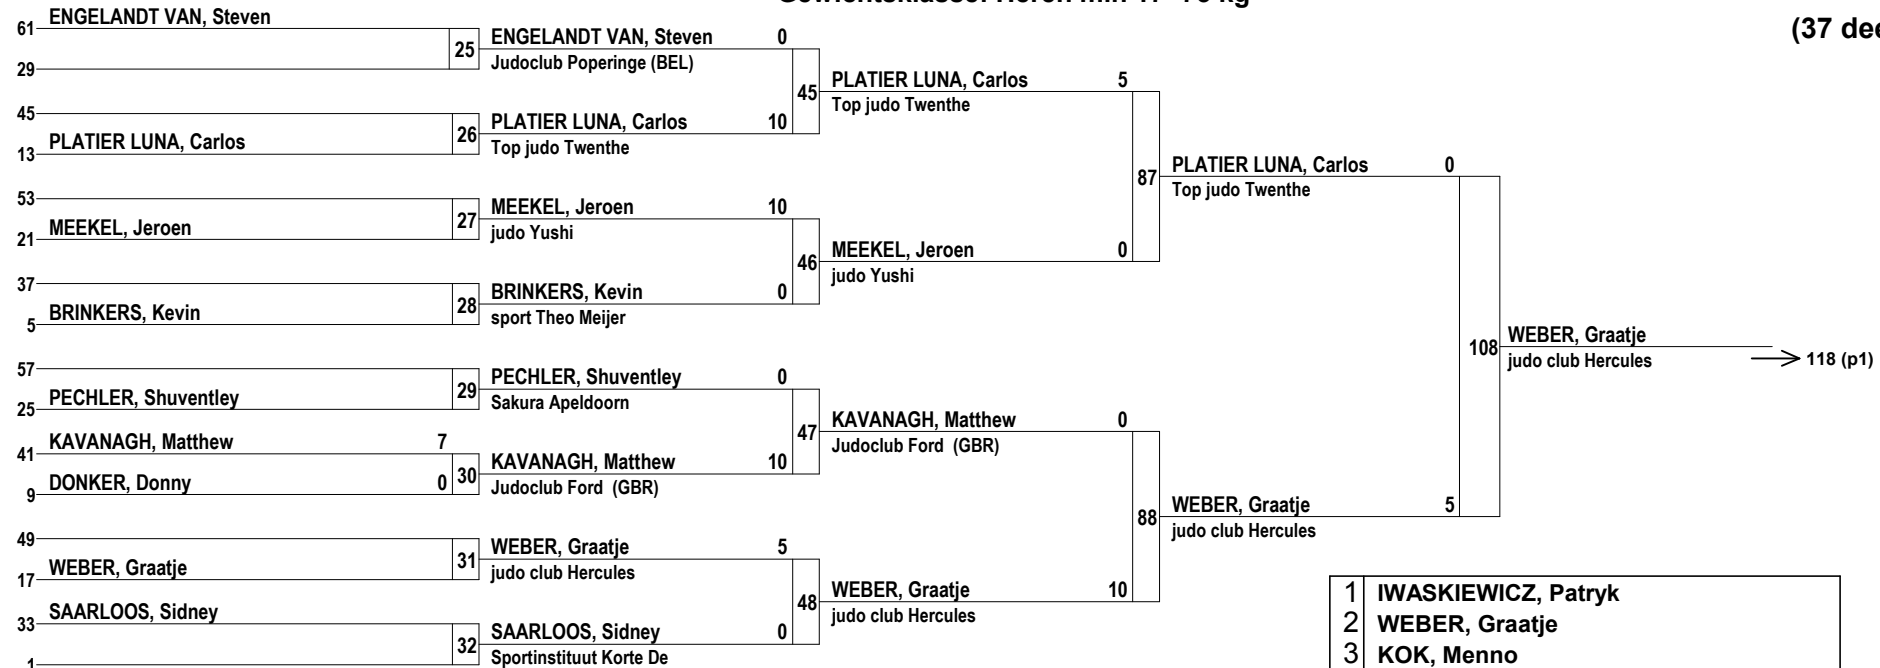 (37 dee
61 ENGELANDT VAN, Steven
29
25
ENGELANDT VAN, Steven 0
Judoclub Poperinge (BEL)
45
13 PLATIER LUNA, Carlos
26
PLATIER LUNA, Carlos 10
Top judo Twenthe
45
PLATIER LUNA, Carlos 5
Top judo Twenthe
53
21 MEEKEL, Jeroen
27
MEEKEL, Jeroen 10
judo Yushi
37
5 BRINKERS, Kevin
28
BRINKERS, Kevin 0
sport Theo Meijer
46
MEEKEL, Jeroen 0
judo Yushi
87
PLATIER LUNA, Carlos 0
Top judo Twenthe
57
25 PECHLER, Shuventley
29
PECHLER, Shuventley 0
Sakura Apeldoorn
41 KAVANAGH, Matthew 7
9 DONKER, Donny 0
30
KAVANAGH, Matthew 10
Judoclub Ford (GBR)
47
KAVANAGH, Matthew 0
Judoclub Ford (GBR)
49
17 WEBER, Graatje
31
WEBER, Graatje 5
judo club Hercules
33 SAARLOOS, Sidney
1
32
SAARLOOS, Sidney 0
Sportinstituut Korte De
48
WEBER, Graatje 10
judo club Hercules
88
WEBER, Graatje 5
judo club Hercules
108
WEBER, Graatje
judo club Hercules
118 (p1)
1 IWASKIEWICZ, Patryk
2 WEBER, Graatje
3 KOK, Menno